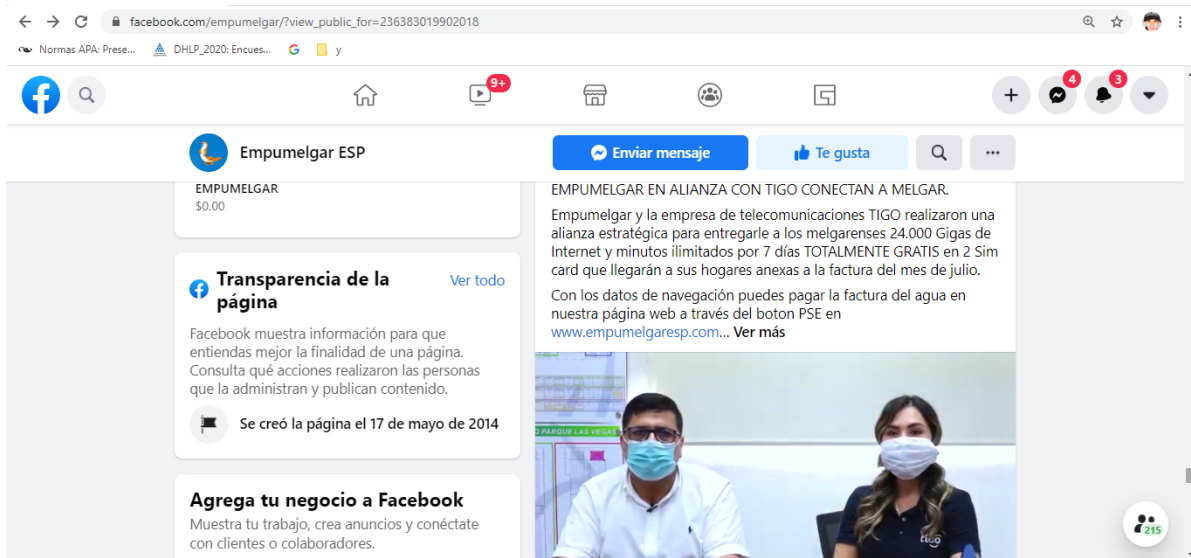 facebook.com/empumelgar/?view_public_for=236383019902018
Normas APA: Prese...
DHLP_2020: Encues...
y
9+
4
3
Empumelgar ESP
Enviar mensaje
Te gusta
EMPUMELGAR
$0,00
Transparencia de la
página
Ver todo
Facebook muestra información para que
entiendas mejor la finalidad de una página.
Consulta qué acciones realizaron las personas
que la administran y publican contenido.
Se creó la página el 17 de mayo de 2014
Agrega tu negocio a Facebook
Muestra tu trabajo, crea anuncios y conéctate
con clientes o colaboradores.
EMPUMELGAR EN ALIANZA CON TIGO CONECTAN A MELGAR.
Empumelgar y la empresa de telecomunicaciones TIGO realizaron una
alianza estratégica para entregarle a los melgarenses 24.000 Gigas de
Internet y minutos ilimitados por 7 días TOTALMENTE GRATIS en 2 Sim
card que llegarán a sus hogares anexas a la factura del mes de julio.
Con los datos de navegación puedes pagar la factura del agua en
nuestra página web a través del boton PSE en
www.empumelgaresp.com... Ver más
PARQUE LAS VEGAS
tigo
215